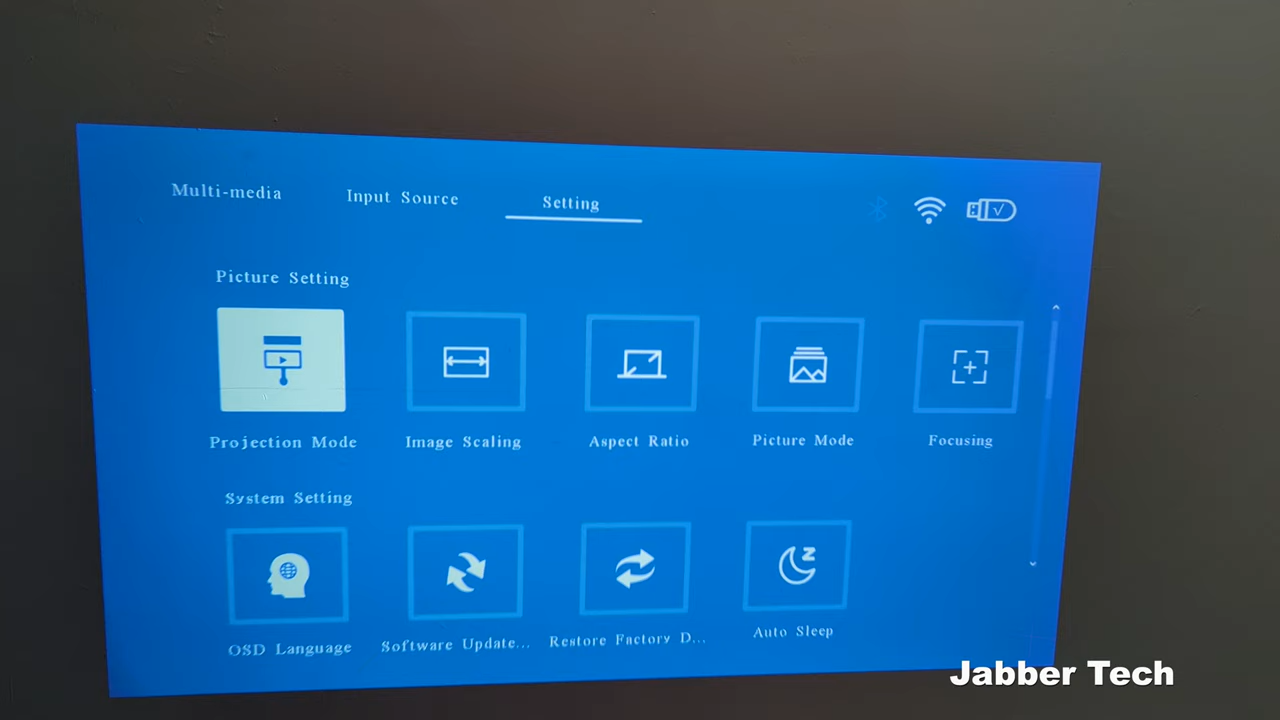 Multi-media Input Source Setting
Picture Setting
Projection Mode Image Scaling Aspect Ratio Picture Mode Focusing
System Setting
OSD Language Software Update... Restore Factory D... Auto Sleep
Jabber Tech